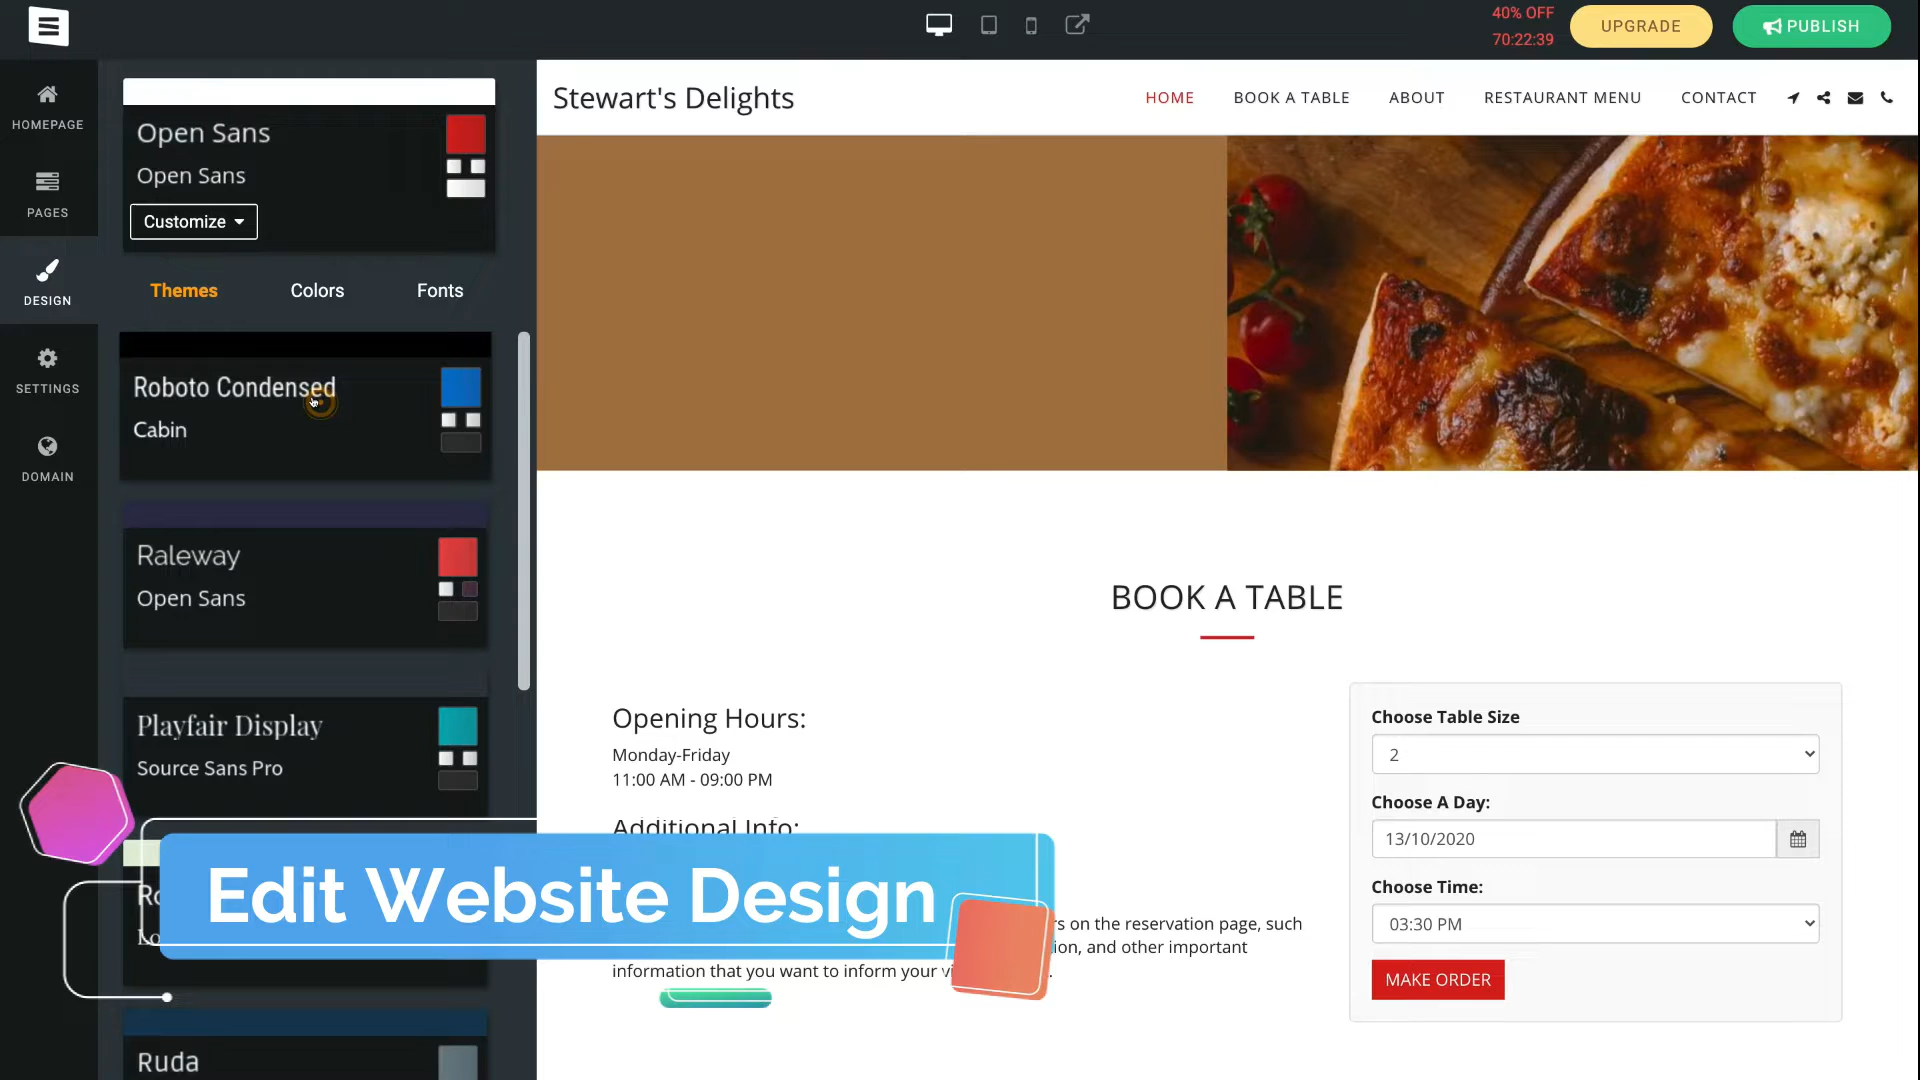 40% OFF
70:22:39
UPGRADE
PUBLISH
HOMEPAGE
PAGES
DESIGN
SETTINGS
DOMAIN
Open Sans
Open Sans
Customize
Themes Colors Fonts
Roboto Condensed
Cabin
Raleway
Open Sans
Playfair Display
Source Sans Pro
Ruda
Stewart's Delights
HOME BOOK A TABLE ABOUT RESTAURANT MENU CONTACT
BOOK A TABLE
Opening Hours:
Monday-Friday
11:00 AM - 09:00 PM
Additional Info:
on the reservation page, such
and other important
information that you want to inform your
Choose Table Size
2
Choose A Day:
13/10/2020
Choose Time:
03:30 PM
MAKE ORDER
Edit Website Design